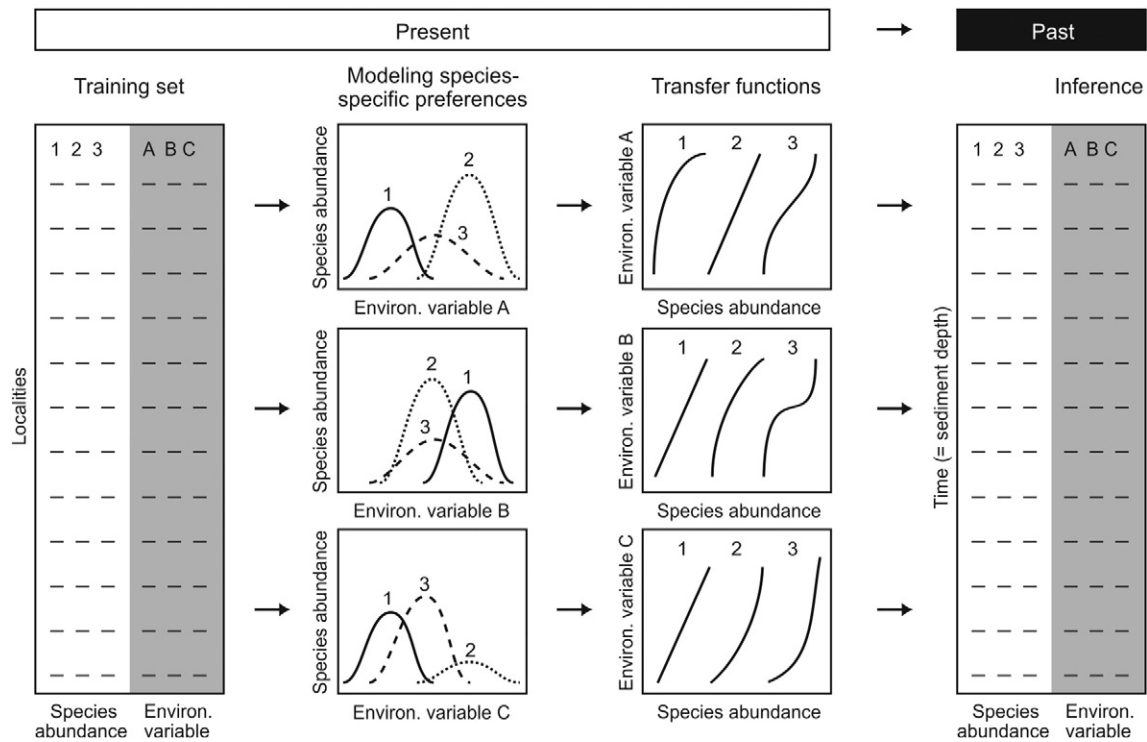 Present
Past
Training set
Modeling species-
specific preferences
Transfer functions
Inference
1 2 3 A B C
Localities
Species
abundance
Environ.
variable
Species abundance
1
2
3
Environ. variable A
Species abundance
2
1
3
Environ. variable B
Species abundance
3
1
2
Environ. variable C
Environ. variable A
1 2 3
Species abundance
Environ. variable B
1 2 3
Species abundance
Environ. variable C
1 2 3
Species abundance
1 2 3 A B C
Time (= sediment depth)
Species
abundance
Environ.
variable